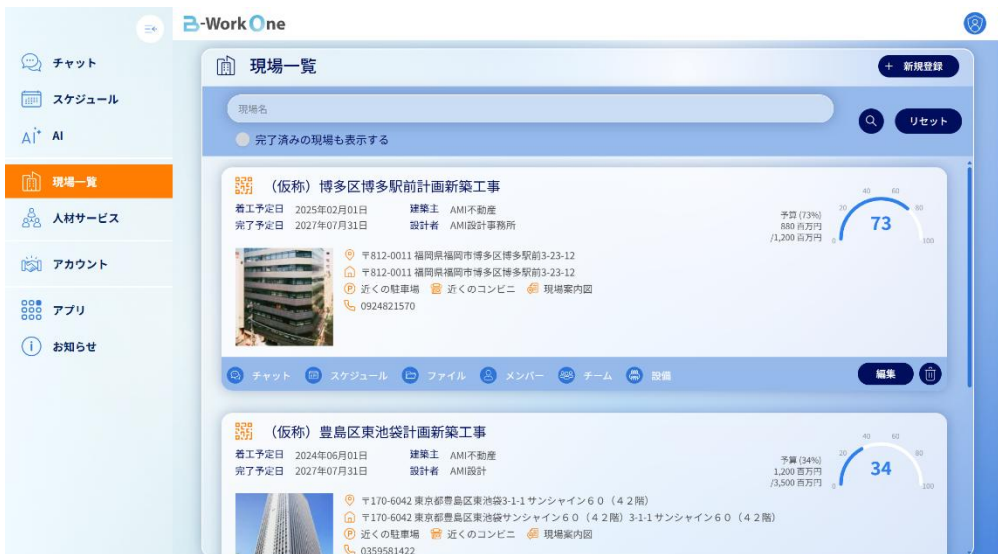 B-Work One
チャット
スケジュール
AI AI
現場一覧
人材サービス
アカウント
アプリ
お知らせ
現場一覧
+ 新規登録
現場名
リセット
完了済みの現場も表示する
(仮称)博多区博多駅前計画新築工事
着工予定日 2025年02月01日 建築主 AMI不動産
完了予定日 2027年07月31日 設計者 AMI設計事務所
予算 (73%)
880 百万円
/1,200 百万円
0 20 40 60 80 100
73
〒812-0011 福岡県福岡市博多区博多駅前3-23-12
〒812-0011 福岡県福岡市博多区博多駅前3-23-12
P 近くの駐車場 近くのコンビニ 現場案内図
0924821570
チャット スケジュール ファイル メンバー チーム 設備
編集
(仮称)豊島区東池袋計画新築工事
着工予定日 2024年06月01日 建築主 AMI不動産
完了予定日 2027年07月31日 設計者 AMI設計
予算 (34%)
1,200 百万円
/3,500 百万円
0 20 40 60 80 100
34
〒170-6042 東京都豊島区東池袋3-1-1 サンシャイン60(42階)
〒170-6042 東京都豊島区東池袋サンシャイン60(42階)3-1-1 サンシャイン60(42階)
P 近くの駐車場 近くのコンビニ 現場案内図
0359581422